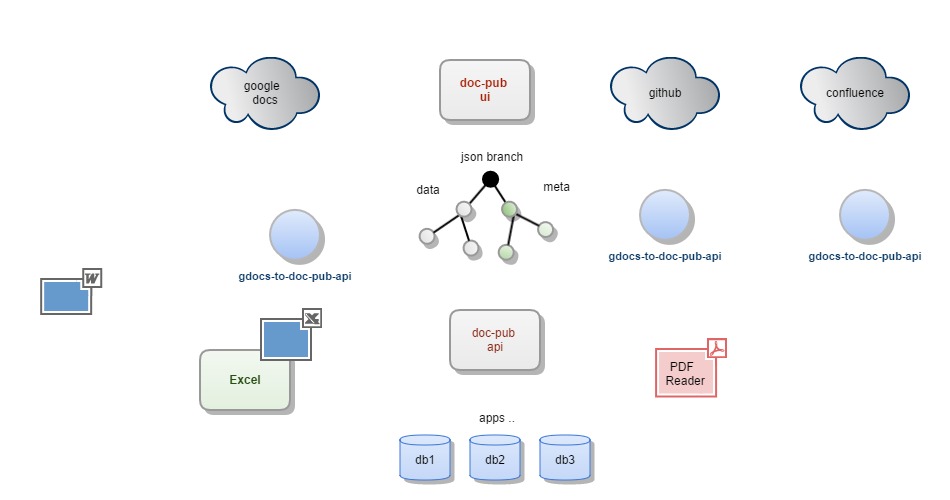 google
docs
doc-pub
ui
github
confluence
json branch
data
meta
gdocs-to-doc-pub-api
gdocs-to-doc-pub-api
gdocs-to-doc-pub-api
W
X
doc-pub
api
Excel
PDF
Reader
apps ..
db1
db2
db3